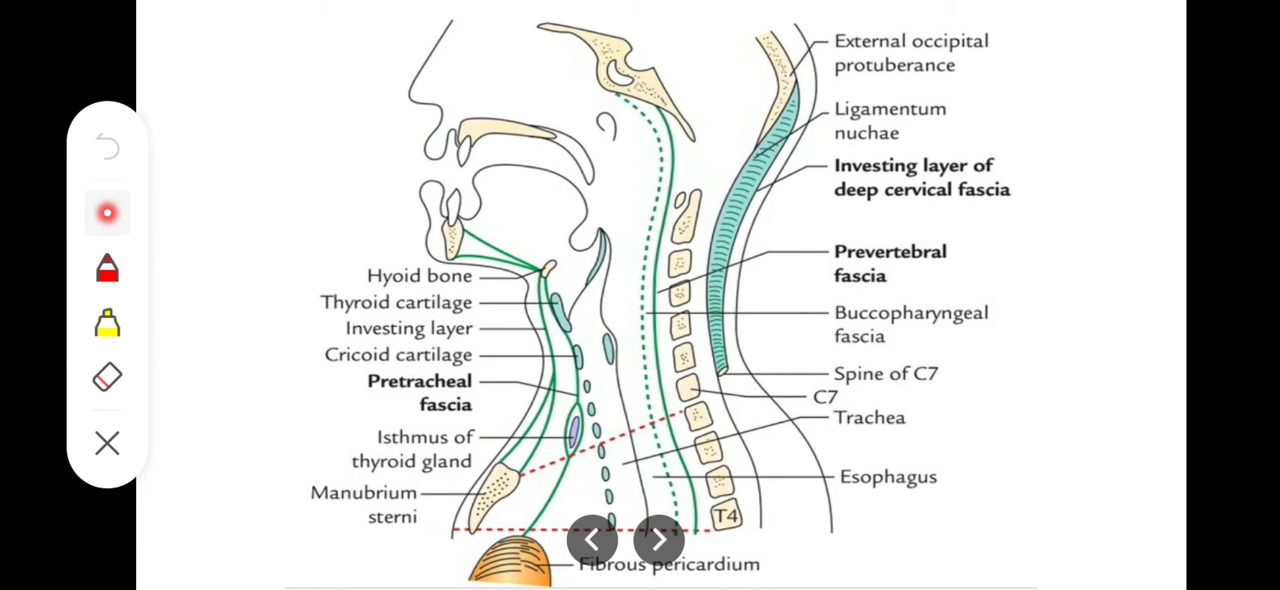 External occipital
protuberance
Ligamentum
nuchae
Investing layer of
deep cervical fascia
Prevertebral
fascia
Buccopharyngeal
fascia
Spine of C7
C7
Trachea
Esophagus
Hyoid bone
Thyroid cartilage
Investing layer
Cricoid cartilage
Pretracheal
fascia
Isthmus of
thyroid gland
Manubrium
sterni
T4
Fibrous pericardium